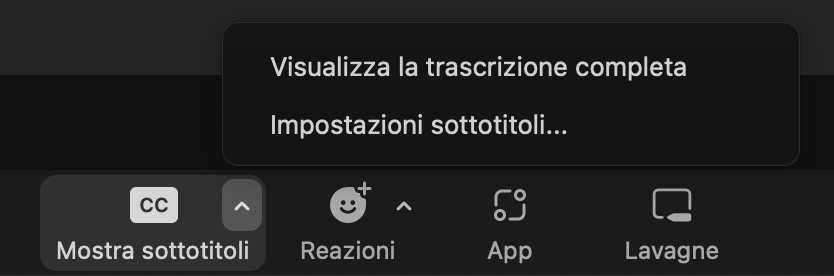 Visualizza la trascrizione completa
Impostazioni sottotitoli...
CC
Mostra sottotitoli
Reazioni
App
Lavagne